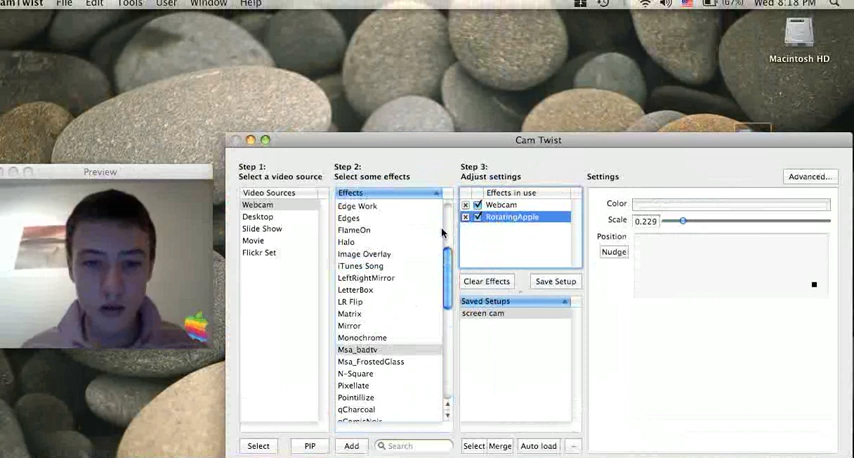 CamTwist File Edit Tools User Window Help
(67%) Wed 8:18 PM
Macintosh HD
Cam Twist
Preview
Step 1:
Select a video source
Step 2:
Select some effects
Step 3:
Adjust settings
Settings
Advanced...
Video Sources
Webcam
Desktop
Slide Show
Movie
Flickr Set
Effects
Edge Work
Edges
FlameOn
Halo
Image Overlay
iTunes Song
LeftRightMirror
LetterBox
LR Flip
Matrix
Mirror
Monochrome
Msa_badtv
Msa_FrostedGlass
N-Square
Pixellate
Pointillize
qCharcoal
qComicNoir
Effects in use
Webcam
RotaringApple
Clear Effects
Save Setup
Saved Setups
screen cam
Color
Scale 0.229
Position
Nudge
Select
PIP
Add
Search
Select
Merge
Auto load
-